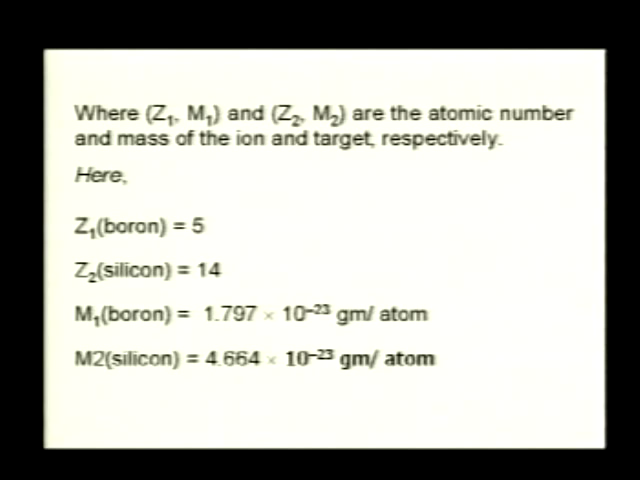 Where (Z₁, M₁) and (Z₂, M₂) are the atomic number
and mass of the ion and target, respectively.
Here,
Z₁(boron) = 5
Z₂(silicon) = 14
M₁(boron) = 1.797 × 10⁻²³ gm/ atom
M2(silicon) = 4.664 × 10⁻²³ gm/ atom